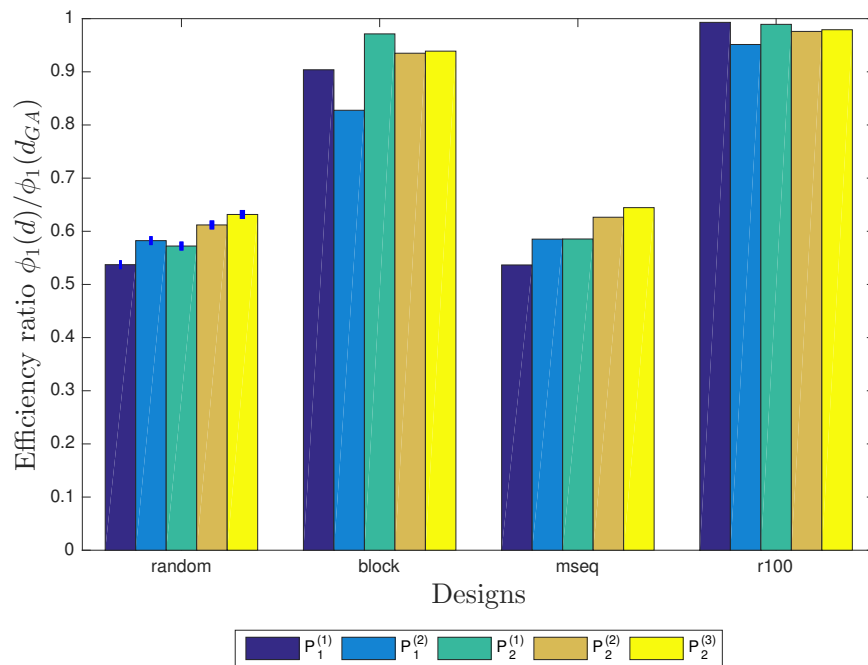 1
0.9
0.8
0.7
0.6
0.5
0.4
0.3
0.2
0.1
0
Efficiency ratio ϕ₁(d)/ϕ₁(d_{GA})
random block mseq r100
Designs
P₁⁽¹⁾ P₁⁽²⁾ P₂⁽¹⁾ P₂⁽²⁾ P₂⁽³⁾